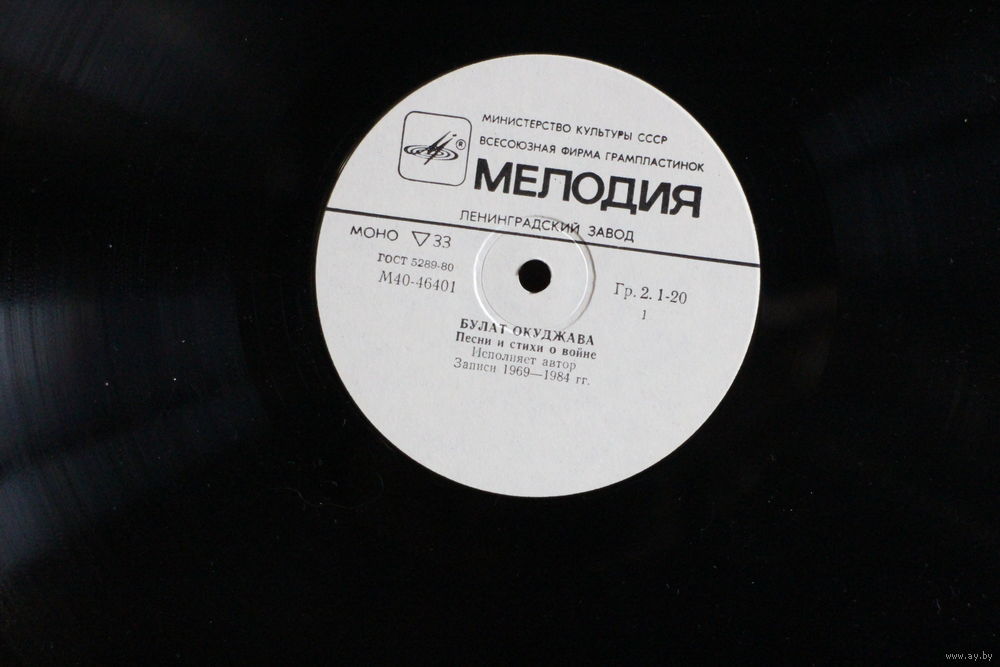 МИНИСТЕРСТВО КУЛЬТУРЫ СССР
ВСЕСОЮЗНАЯ ФИРМА ГРАМПЛАСТИНОК
®
МЕЛОДИЯ
ЛЕНИНГРАДСКИЙ ЗАВОД
МОНО ▽ 33
ГОСТ 5289-80
М40-46401
Гр. 2. 1-20
1
БУЛАТ ОКУДЖАВА
Песни и стихи о войне
Исполняет автор
Записи 1969—1984 гг.
www.ay.by